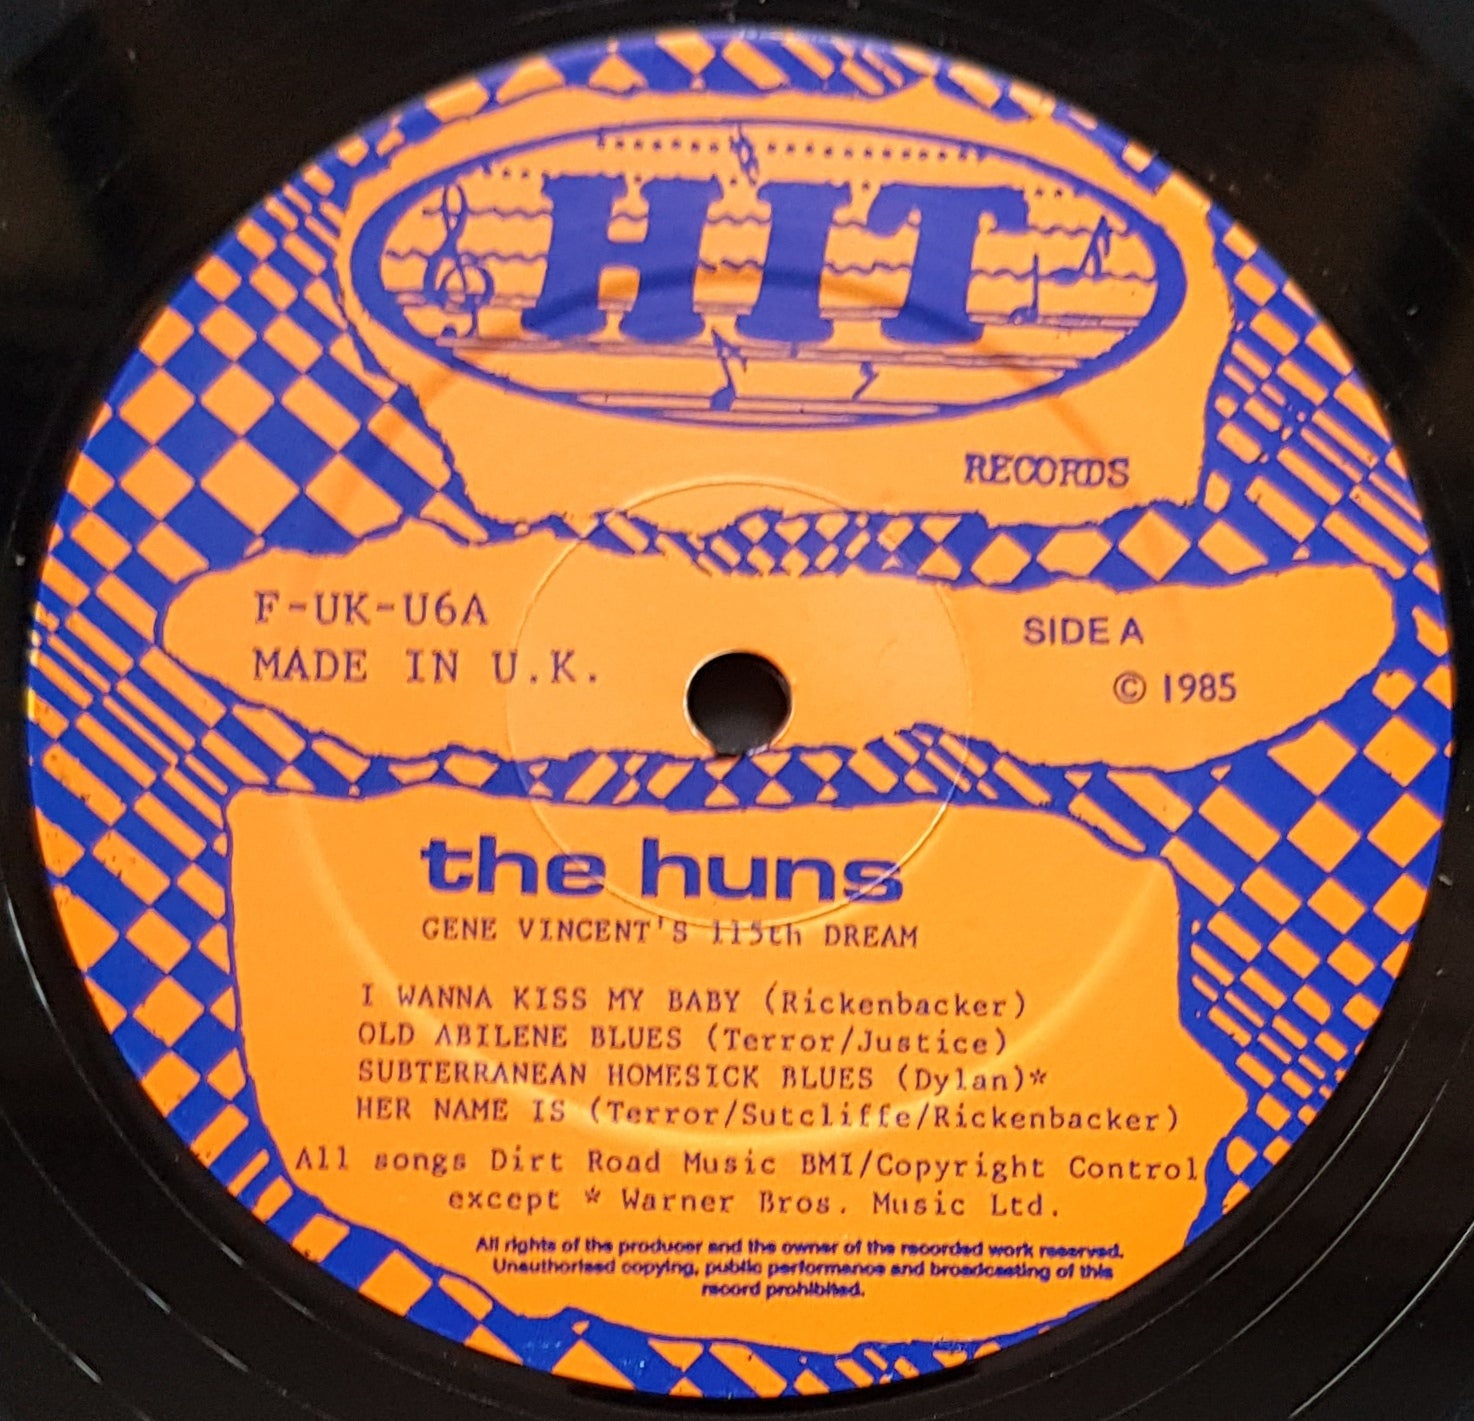 HIT
RECORDS
F-UK-U6A
MADE IN U.K.
SIDE A
© 1985
the huns
GENE VINCENT'S 115th DREAM
I WANNA KISS MY BABY (Rickenbacker)
OLD ABILENE BLUES (Terror/Justice)
SUBTERRANEAN HOMESICK BLUES (Dylan)*
HER NAME IS (Terror/Sutcliffe/Rickenbacker)
All songs Dirt Road Music BMI/Copyright Control
except * Warner Bros. Music Ltd.
All rights of the producer and the owner of the recorded work reserved.
Unauthorised copying, public performance and broadcasting of this
record prohibited.